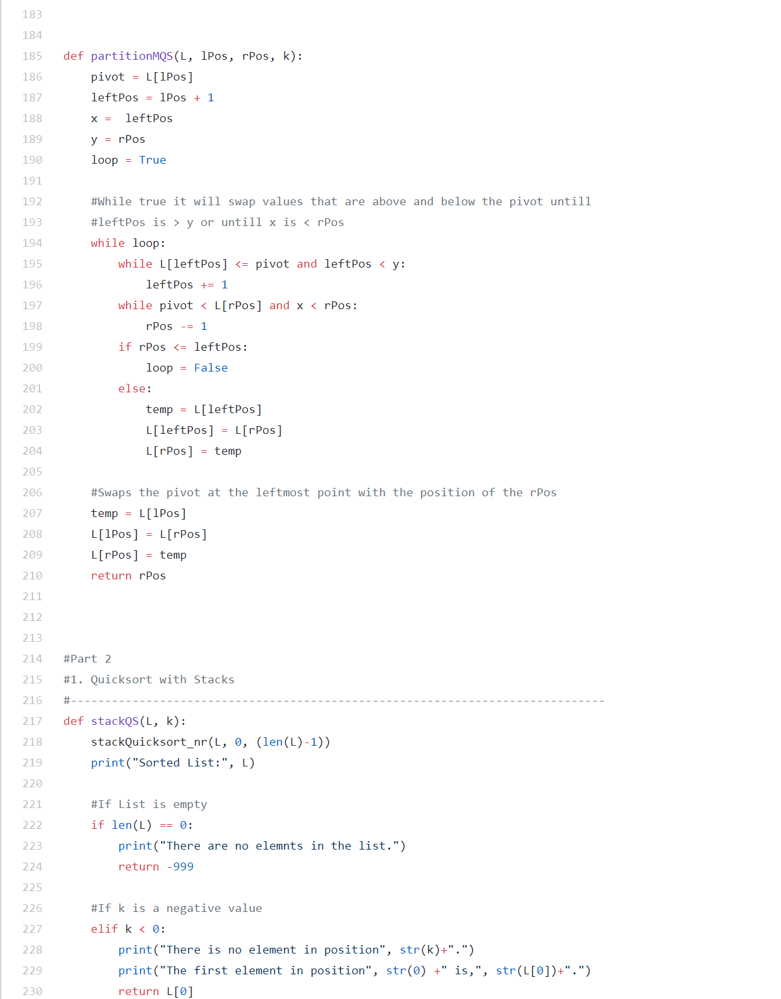 183
184
185 def partitionMQS(L, lPos, rPos, k):
186     pivot = L[lPos]
187     leftPos = lPos + 1
188     x =  leftPos
189     y = rPos
190     loop = True
191
192     #While true it will swap values that are above and below the pivot untill
193     #leftPos is > y or untill x is < rPos
194     while loop:
195         while L[leftPos] <= pivot and leftPos < y:
196             leftPos += 1
197         while pivot < L[rPos] and x < rPos:
198             rPos -= 1
199         if rPos <= leftPos:
200             loop = False
201         else:
202             temp = L[leftPos]
203             L[leftPos] = L[rPos]
204             L[rPos] = temp
205
206     #Swaps the pivot at the leftmost point with the position of the rPos
207     temp = L[lPos]
208     L[lPos] = L[rPos]
209     L[rPos] = temp
210     return rPos
211
212
213
214 #Part 2
215 #1. Quicksort with Stacks
216 #------------------------------------------------------------------------------
217 def stackQS(L, k):
218     stackQuicksort_nr(L, 0, (len(L)-1))
219     print("Sorted List:", L)
220
221     #If List is empty
222     if len(L) == 0:
223         print("There are no elemnts in the list.")
224         return -999
225
226     #If k is a negative value
227     elif k < 0:
228         print("There is no element in position", str(k)+".")
229         print("The first element in position", str(0) +" is,", str(L[0])+".")
230         return L[0]